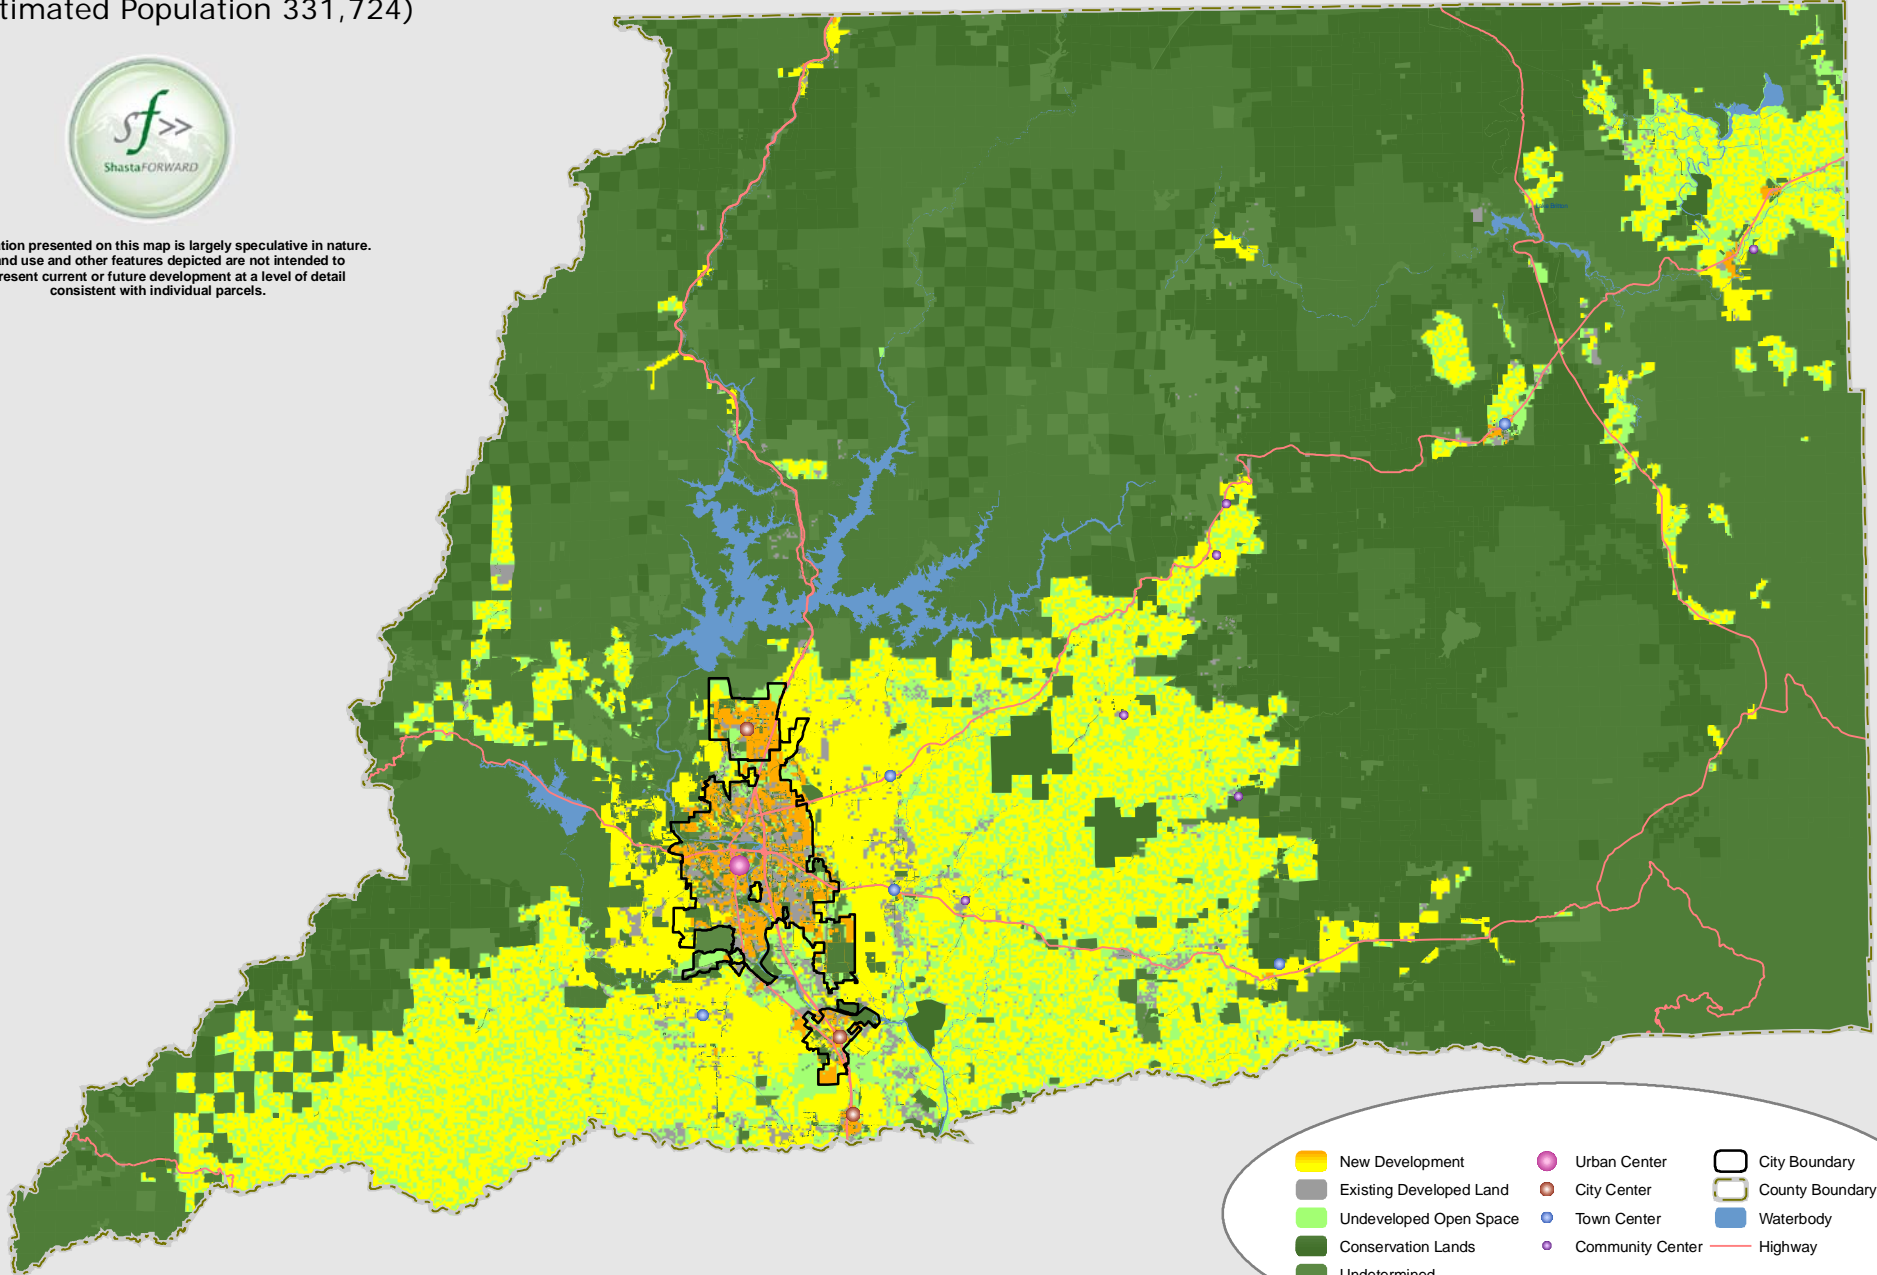 timated Population 331,724)
sf>>
ShastaFORWARD
tion presented on this map is largely speculative in nature.
nd use and other features depicted are not intended to
resent current or future development at a level of detail
consistent with individual parcels.
New Development
Existing Developed Land
Undeveloped Open Space
Conservation Lands
Undetermined
Urban Center
City Center
Town Center
Community Center
City Boundary
County Boundary
Waterbody
Highway